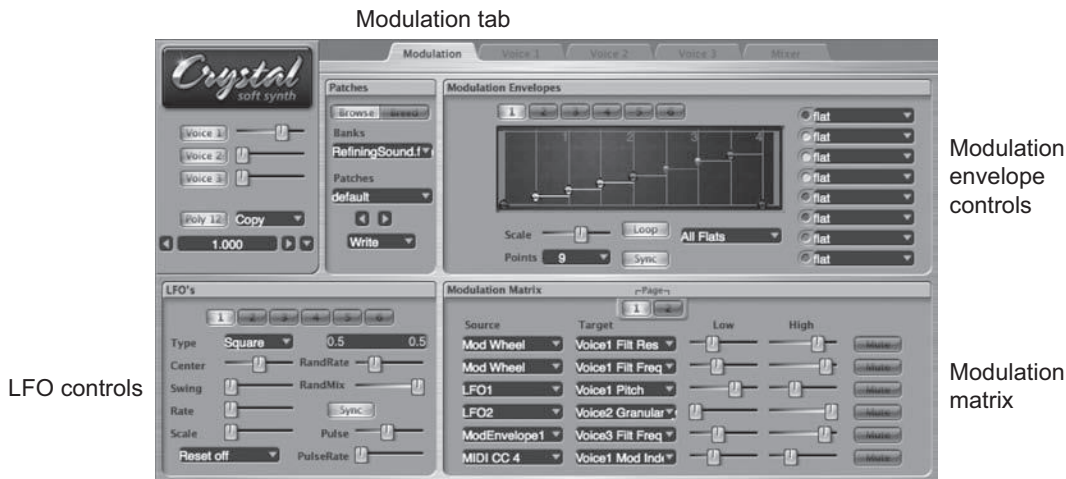 Modulation tab
Modulation
Voice 1
Voice 2
Voice 3
Mixer
Crystal
soft synth
Voice 1
Voice 2
Voice 3
Poly 12 Copy
1.000
Patches
Browse Breed
Banks
RefiningSound.f
Patches
default
Write
Modulation Envelopes
1 2 3 4 5 6
1 2 3 4
Scale Loop All Flats
Points 9 Sync
flat
flat
flat
flat
flat
flat
flat
flat
Modulation
envelope
controls
LFO controls
LFO's
1 2 3 4 5 6
Type Square 0.5 0.5
Center RandRate
Swing RandMix
Rate Sync
Scale Pulse
Reset off PulseRate
Modulation Matrix
Page
1 2
Source Target Low High
Mod Wheel Voice1 Filt Res Mute
Mod Wheel Voice1 Filt Freq Mute
LFO1 Voice1 Pitch Mute
LFO2 Voice2 Granular Mute
ModEnvelope1 Voice3 Filt Freq Mute
MIDI CC 4 Voice1 Mod Inde Mute
Modulation
matrix